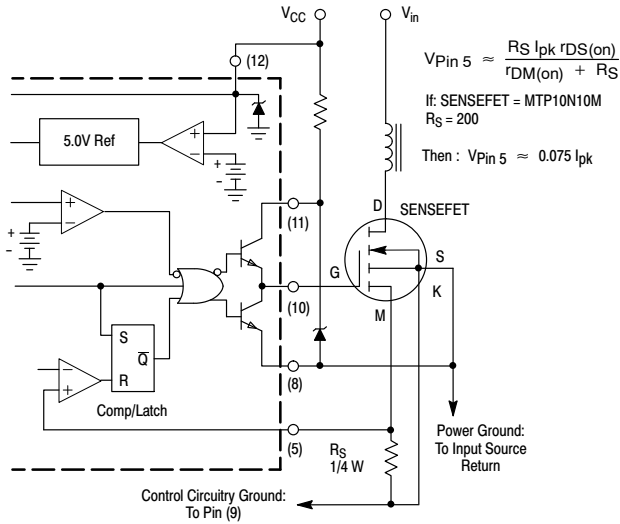 VCC
Vin
(12)
VPin 5 ≈ RS Ipk rDS(on)
rDM(on) + RS
If: SENSEFET = MTP10N10M
RS = 200
Then : VPin 5 ≈ 0.075 Ipk
5.0V Ref
+
-
+
-
+
-
+
-
D
SENSEFET
(11)
S
G
K
(10)
M
S
Q
R
(8)
-
+
Comp/Latch
(5)
RS
1/4 W
Power Ground:
To Input Source
Return
Control Circuitry Ground:
To Pin (9)